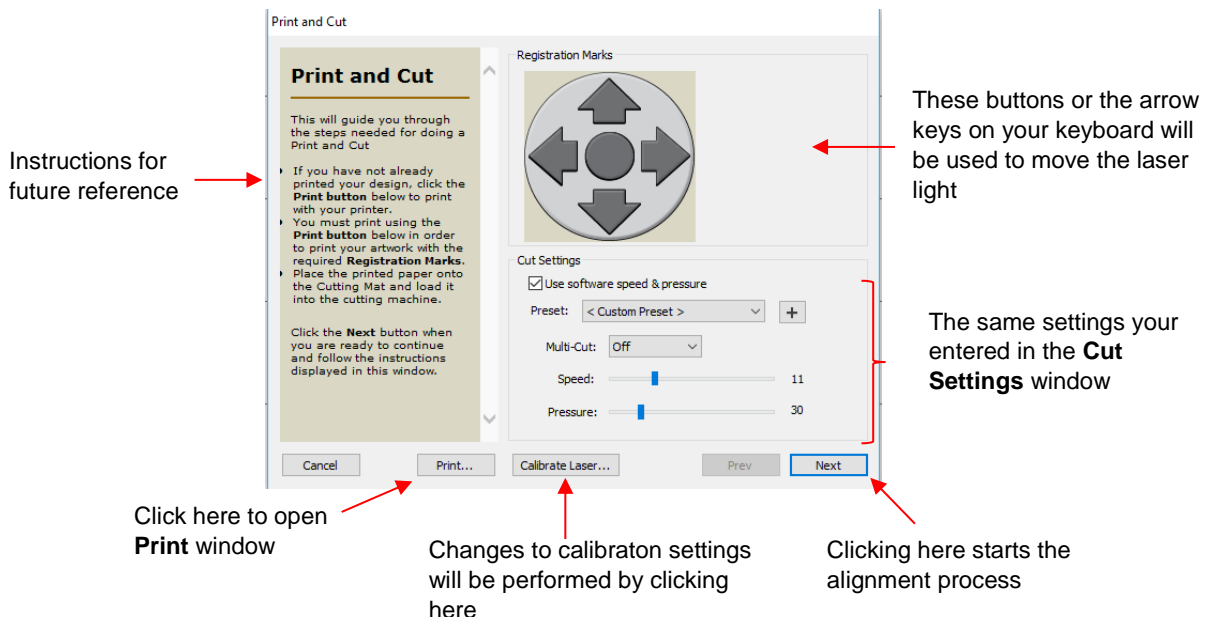 Print and Cut
Print and Cut
This will guide you through
the steps needed for doing a
Print and Cut
If you have not already
printed your design, click the
Print button below to print
with your printer.
You must print using the
Print button below in order
to print your artwork with the
required Registration Marks.
Place the printed paper onto
the Cutting Mat and load it
into the cutting machine.
Click the Next button when
you are ready to continue
and follow the instructions
displayed in this window.
Registration Marks
Cut Settings
Use software speed & pressure
Preset: < Custom Preset > +
Multi-Cut: Off
Speed: 11
Pressure: 30
Cancel Print... Calibrate Laser... Prev Next
Instructions for
future reference
These buttons or the arrow
keys on your keyboard will
be used to move the laser
light
The same settings your
entered in the Cut
Settings window
Click here to open
Print window
Changes to calibraton settings
will be performed by clicking
here
Clicking here starts the
alignment process